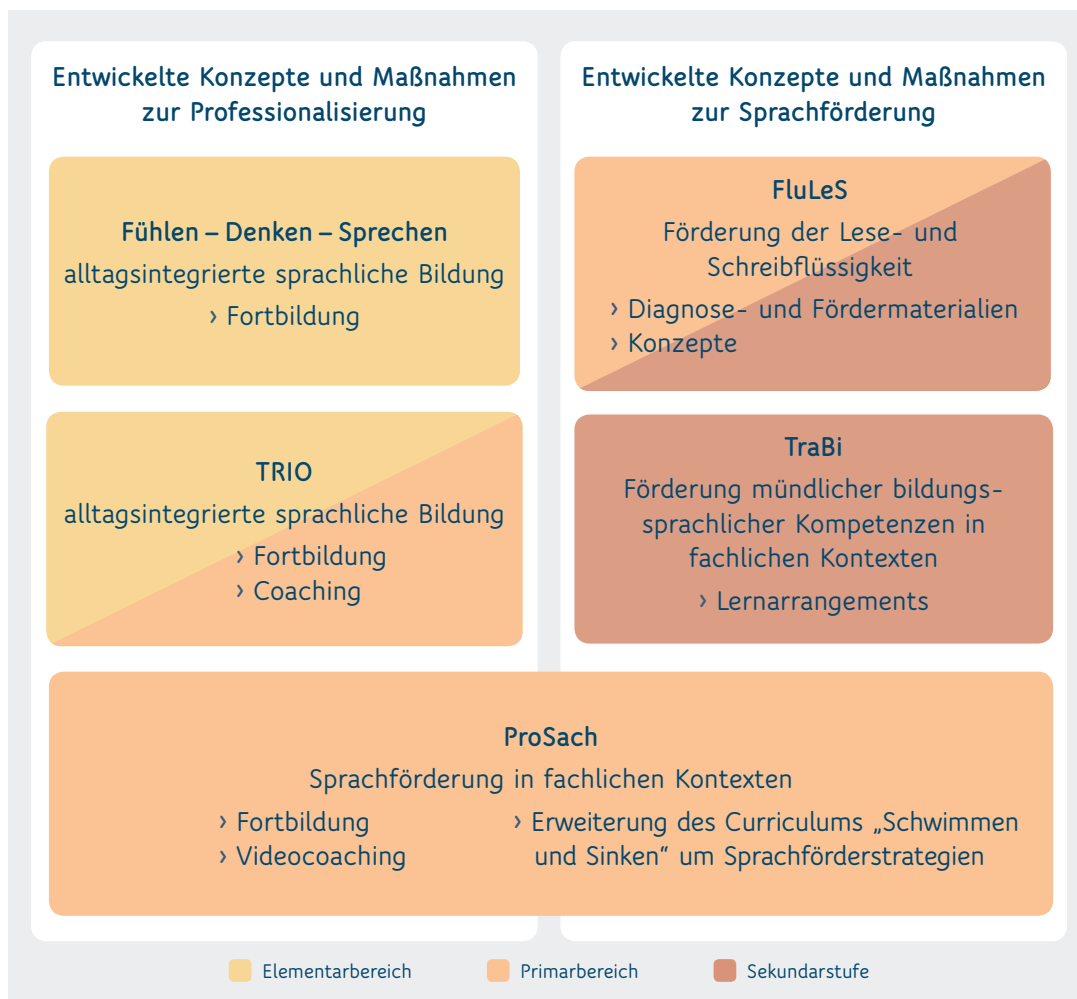 Entwickelte Konzepte und Maßnahmen
zur Professionalisierung
Fühlen – Denken – Sprechen
alltagsintegrierte sprachliche Bildung
› Fortbildung
TRIO
alltagsintegrierte sprachliche Bildung
› Fortbildung
› Coaching
Entwickelte Konzepte und Maßnahmen
zur Sprachförderung
FluLeS
Förderung der Lese- und
Schreibflüssigkeit
› Diagnose- und Fördermaterialien
› Konzepte
TraBi
Förderung mündlicher bildungs-
sprachlicher Kompetenzen in
fachlichen Kontexten
› Lernarrangements
ProSach
Sprachförderung in fachlichen Kontexten
› Fortbildung
› Videocoaching
› Erweiterung des Curriculums „Schwimmen
und Sinken“ um Sprachförderstrategien
Elementarbereich
Primarbereich
Sekundarstufe